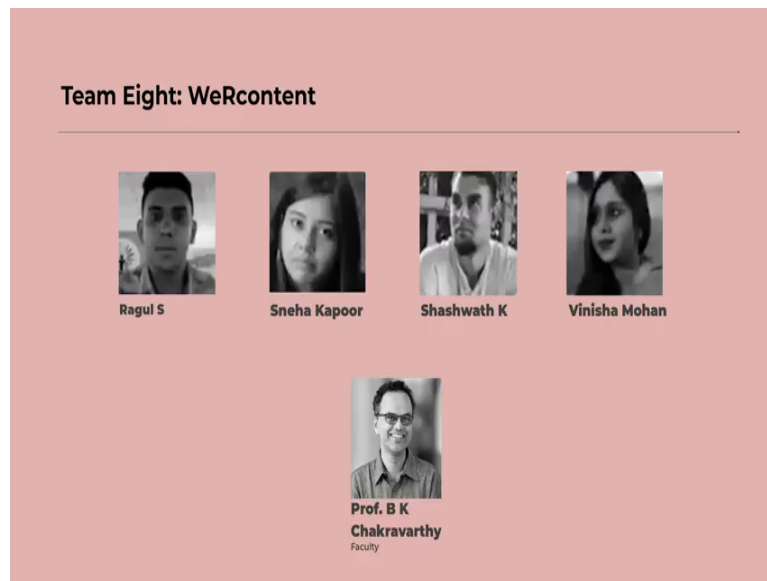 Team Eight: WeRcontent
Ragul S
Sneha Kapoor
Shashwath K
Vinisha Mohan
Prof. B K
Chakravarthy
Faculty